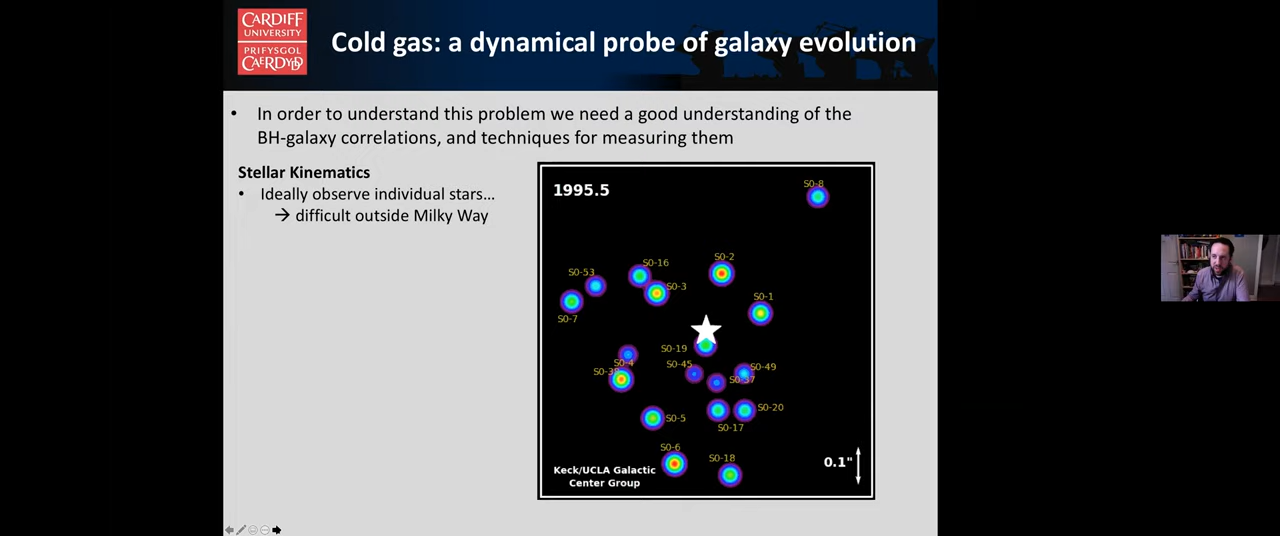 CARDIFF
UNIVERSITY
PRIFYSGOL
CAERDYDD
Cold gas: a dynamical probe of galaxy evolution
• In order to understand this problem we need a good understanding of the
BH-galaxy correlations, and techniques for measuring them
Stellar Kinematics
• Ideally observe individual stars…
→ difficult outside Milky Way
1995.5
S0-8
S0-2
S0-16
S0-53
S0-3
S0-1
S0-7
S0-19
S0-4
S0-45
S0-49
S0-38
S0-37
S0-20
S0-5
S0-17
S0-6
S0-18
0.1"
Keck/UCLA Galactic
Center Group